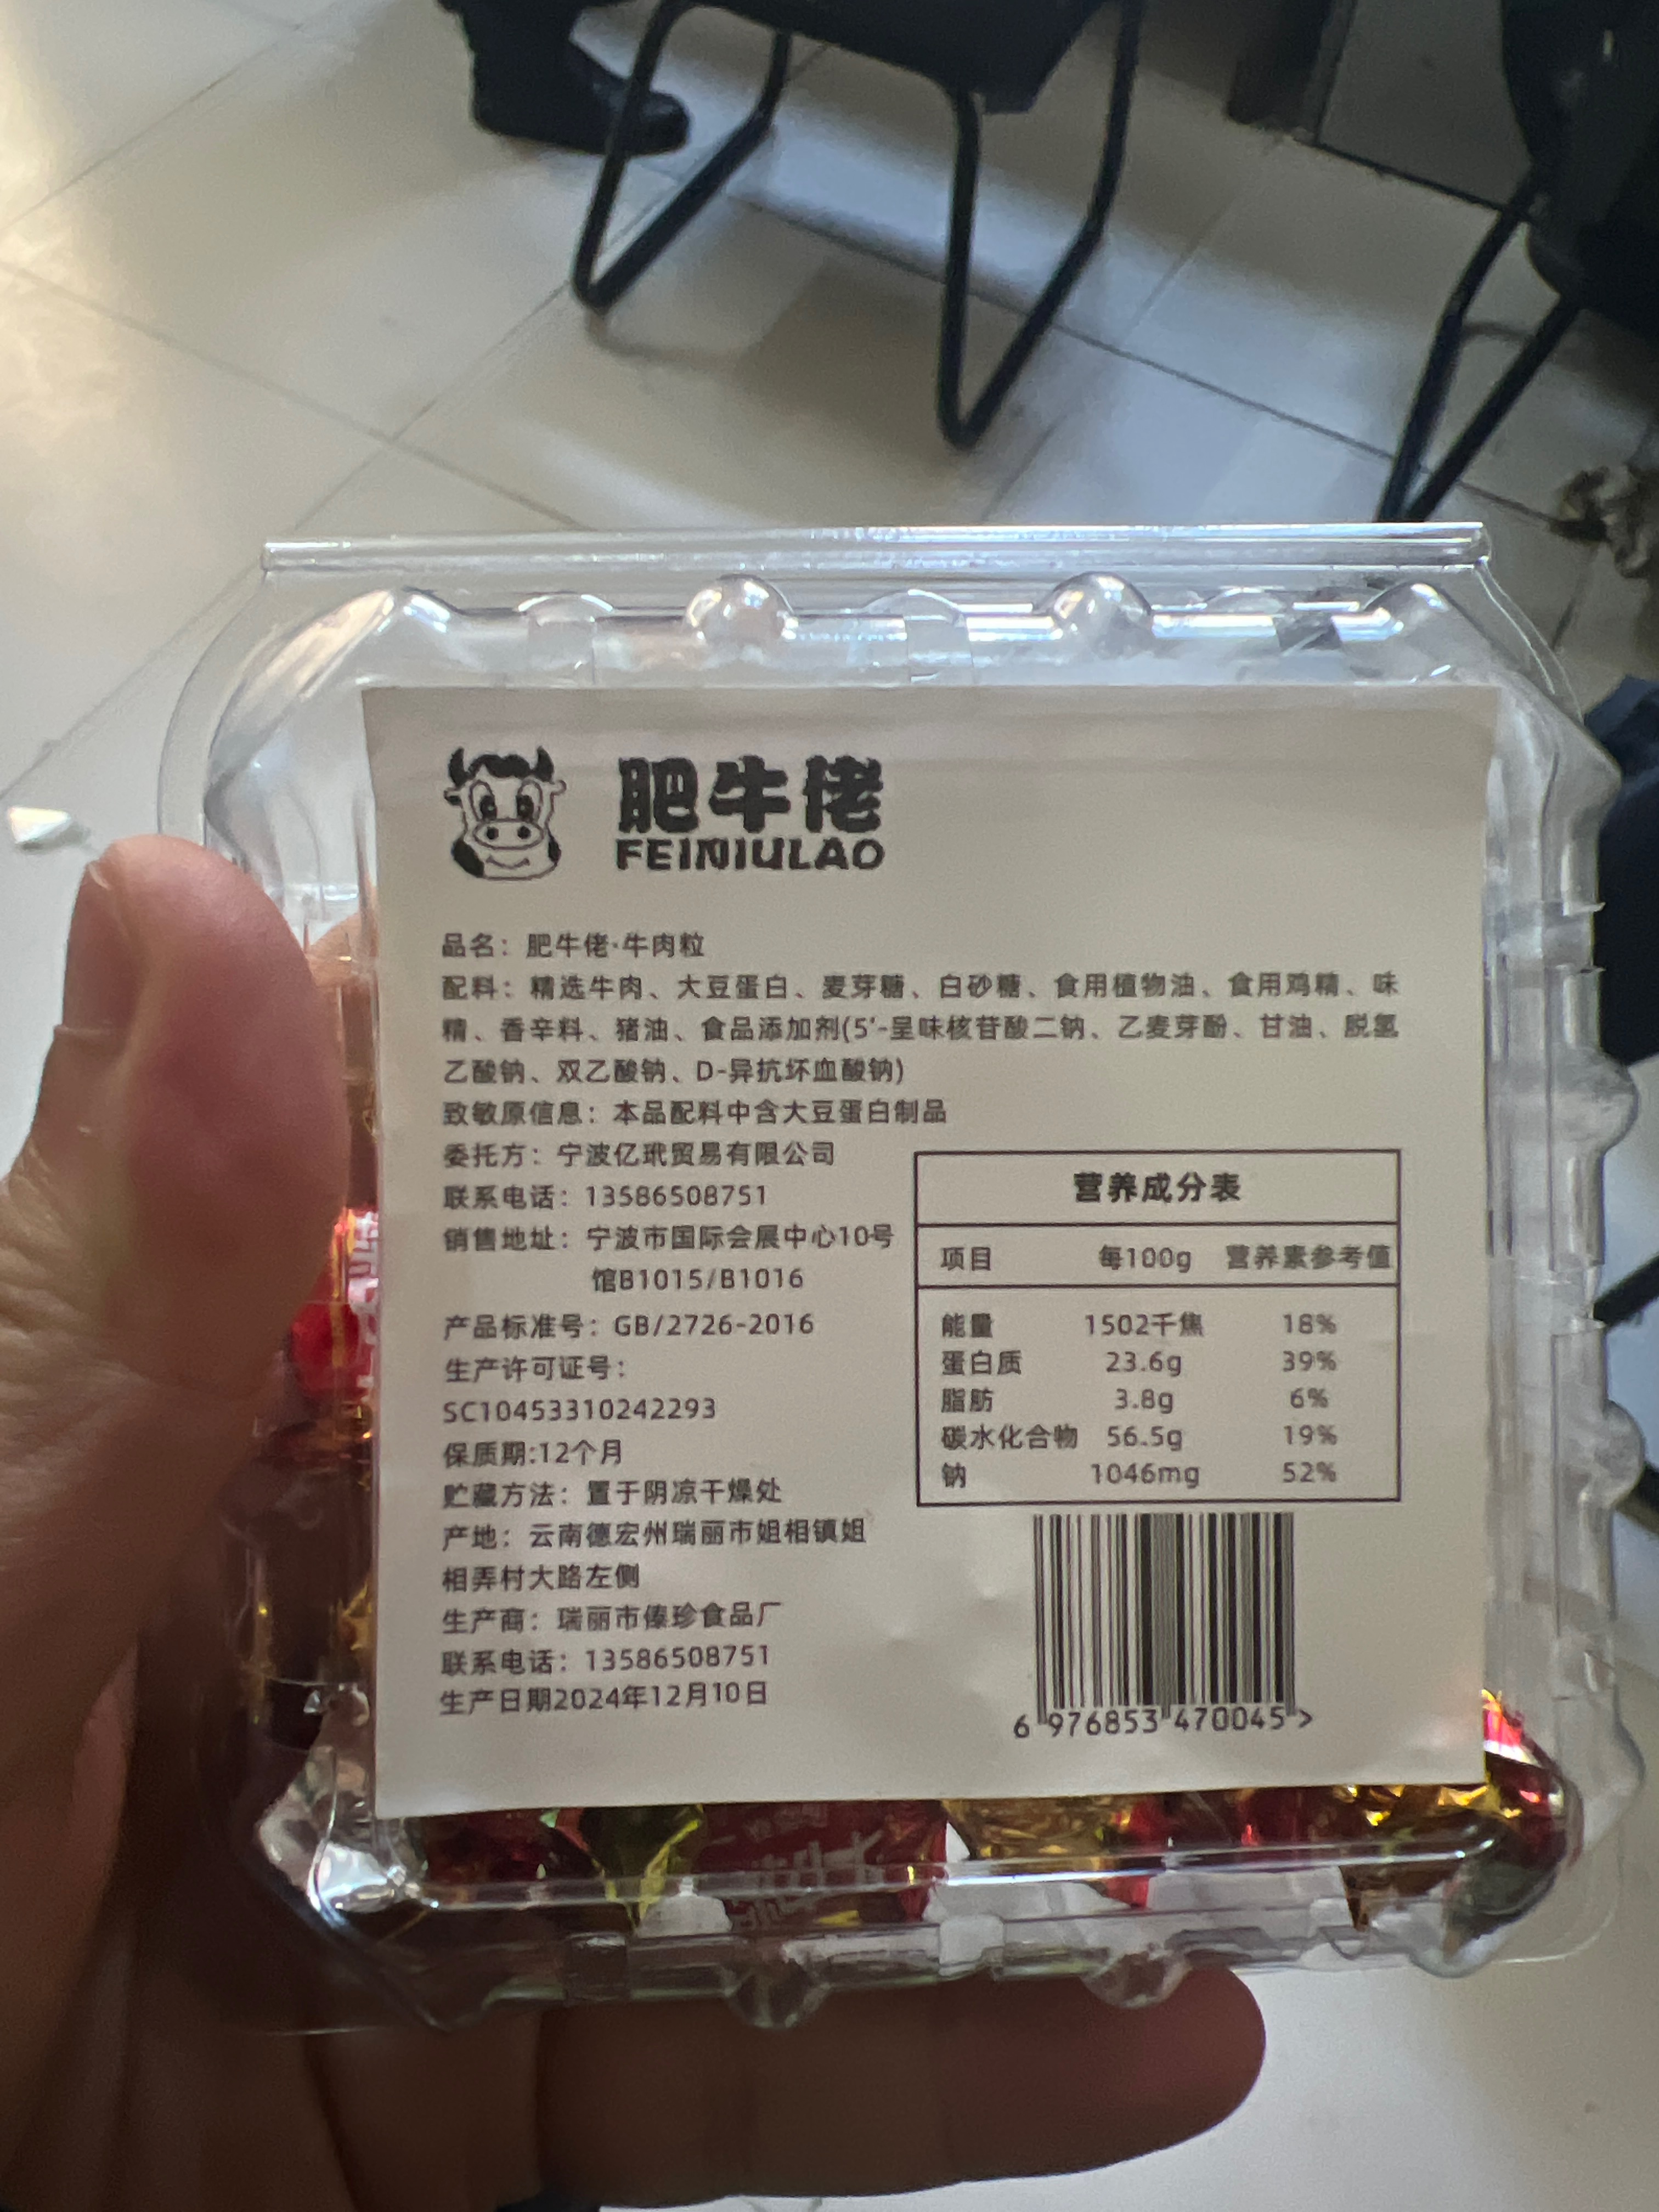 肥牛佬
FEINIULAO
品名：肥牛佬·牛肉粒
配料：精选牛肉、大豆蛋白、麦芽糖、白砂糖、食用植物油、食用鸡精、味
精、香辛料、猪油、食品添加剂(5'-呈味核苷酸二钠、乙麦芽酚、甘油、脱氢
乙酸钠、双乙酸钠、D-异抗坏血酸钠)
致敏原信息：本品配料中含大豆蛋白制品
委托方：宁波亿玳贸易有限公司
联系电话：13586508751
销售地址：宁波市国际会展中心10号
馆B1015/B1016
产品标准号：GB/2726-2016
生产许可证号：
SC10453310242293
保质期:12个月
贮藏方法：置于阴凉干燥处
产地：云南德宏州瑞丽市姐相镇姐
相弄村大路左侧
生产商：瑞丽市傣珍食品厂
联系电话：13586508751
生产日期2024年12月10日
营养成分表
项目 每100g 营养素参考值
能量 1502千焦 18%
蛋白质 23.6g 39%
脂肪 3.8g 6%
碳水化合物 56.5g 19%
钠 1046mg 52%
6 976853 470045 >